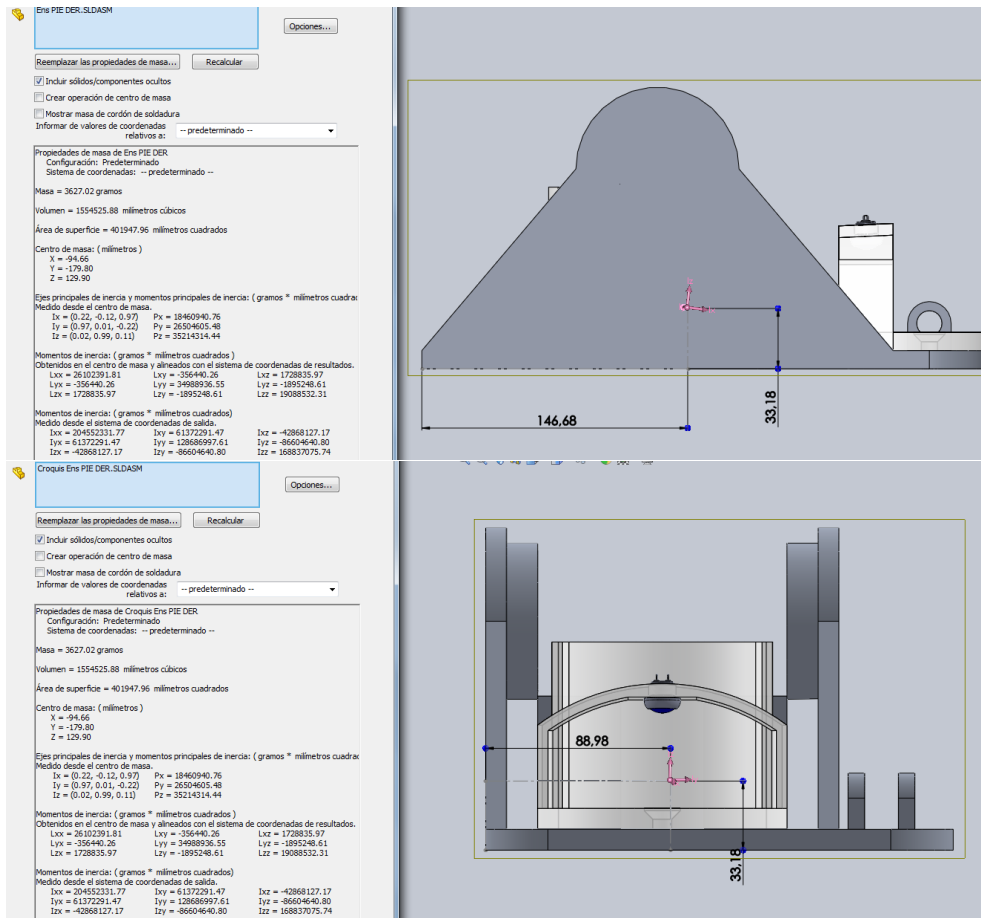 Ens PIE DER.SLDASM
Opciones...
Reemplazar las propiedades de masa...
Recalcular
Incluir sólidos/componentes ocultos
Crear operación de centro de masa
Mostrar masa de cordón de soldadura
Informar de valores de coordenadas
relativos a:
-- predeterminado --
Propiedades de masa de Ens PIE DER
Configuración: Predeterminado
Sistema de coordenadas: -- predeterminado --
Masa = 3627.02 gramos
Volumen = 1554525.88 milímetros cúbicos
Área de superficie = 401947.96 milímetros cuadrados
Centro de masa: ( milímetros )
X = -94.66
Y = -179.80
Z = 129.90
Ejes principales de inercia y momentos principales de inercia: ( gramos * milímetros cuadrac
Medido desde el centro de masa.
Ix = (0.22, -0.12, 0.97) Px = 18460940.76
Iy = (0.97, 0.01, -0.22) Py = 26504605.48
Iz = (0.02, 0.99, 0.11) Pz = 35214314.44
Momentos de inercia: ( gramos * milímetros cuadrados )
Obtenidos en el centro de masa y alineados con el sistema de coordenadas de resultados.
Lxx = 26102391.81 Lxy = -356440.26 Lxz = 1728835.97
Lyx = -356440.26 Lyy = 34988936.55 Lyz = -1895248.61
Lzx = 1728835.97 Lzy = -1895248.61 Lzz = 19088532.31
Momentos de inercia: ( gramos * milímetros cuadrados)
Medido desde el sistema de coordenadas de salida.
Ixx = 204552331.77 Ixy = 61372291.47 Ixz = -42868127.17
Iyx = 61372291.47 Iyy = 128686997.61 Iyz = -86604640.80
Izx = -42868127.17 Izy = -86604640.80 Izz = 168837075.74
146,68
33,18
Croquis Ens PIE DER.SLDASM
Opciones...
Reemplazar las propiedades de masa...
Recalcular
Incluir sólidos/componentes ocultos
Crear operación de centro de masa
Mostrar masa de cordón de soldadura
Informar de valores de coordenadas
relativos a:
-- predeterminado --
Propiedades de masa de Croquis Ens PIE DER
Configuración: Predeterminado
Sistema de coordenadas: -- predeterminado --
Masa = 3627.02 gramos
Volumen = 1554525.88 milímetros cúbicos
Área de superficie = 401947.96 milímetros cuadrados
Centro de masa: ( milímetros )
X = -94.66
Y = -179.80
Z = 129.90
Ejes principales de inercia y momentos principales de inercia: ( gramos * milímetros cuadrac
Medido desde el centro de masa.
Ix = (0.22, -0.12, 0.97) Px = 18460940.76
Iy = (0.97, 0.01, -0.22) Py = 26504605.48
Iz = (0.02, 0.99, 0.11) Pz = 35214314.44
Momentos de inercia: ( gramos * milímetros cuadrados )
Obtenidos en el centro de masa y alineados con el sistema de coordenadas de resultados.
Lxx = 26102391.81 Lxy = -356440.26 Lxz = 1728835.97
Lyx = -356440.26 Lyy = 34988936.55 Lyz = -1895248.61
Lzx = 1728835.97 Lzy = -1895248.61 Lzz = 19088532.31
Momentos de inercia: ( gramos * milímetros cuadrados)
Medido desde el sistema de coordenadas de salida.
Ixx = 204552331.77 Ixy = 61372291.47 Ixz = -42868127.17
Iyx = 61372291.47 Iyy = 128686997.61 Iyz = -86604640.80
Izx = -42868127.17 Izy = -86604640.80 Izz = 168837075.74
88,98
33,18